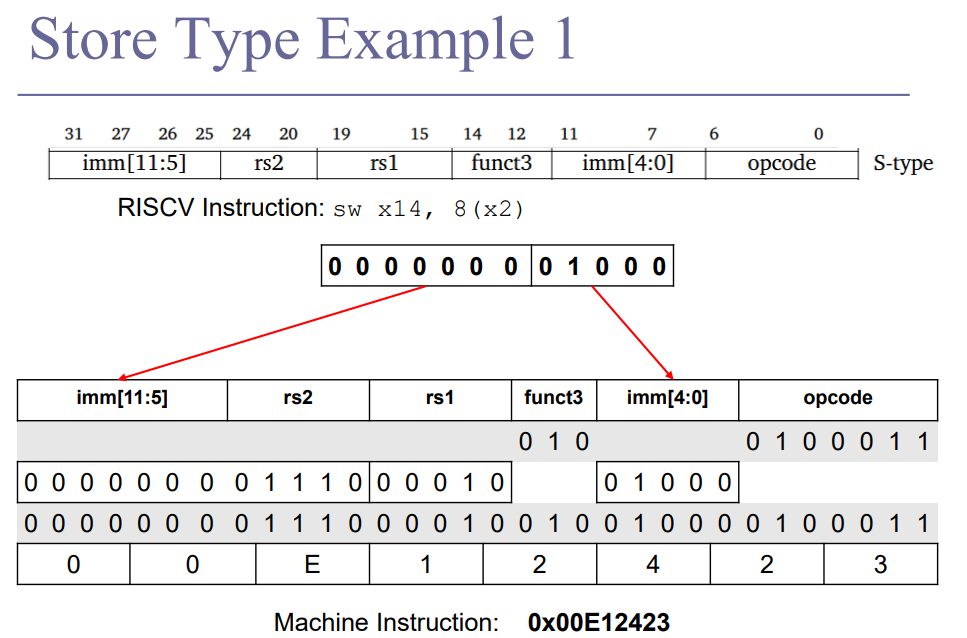 Store Type Example 1
31 27 26 25 24 20 19 15 14 12 11 7 6 0
imm[11:5] rs2 rs1 funct3 imm[4:0] opcode S-type
RISCV Instruction: sw x14, 8(x2)
0 0 0 0 0 0 0 0 1 0 0 0
imm[11:5] rs2 rs1 funct3 imm[4:0] opcode
0 1 0 0 1 0 0 0 1 1
0 0 0 0 0 0 0 0 1 1 1 0 0 0 0 1 0 0 1 0 0 0
0 0 0 0 0 0 0 0 1 1 1 0 0 0 0 1 0 0 1 0 0 1 0 0 0 0 1 0 0 0 1 1
0 0 E 1 2 4 2 3
Machine Instruction: 0x00E12423